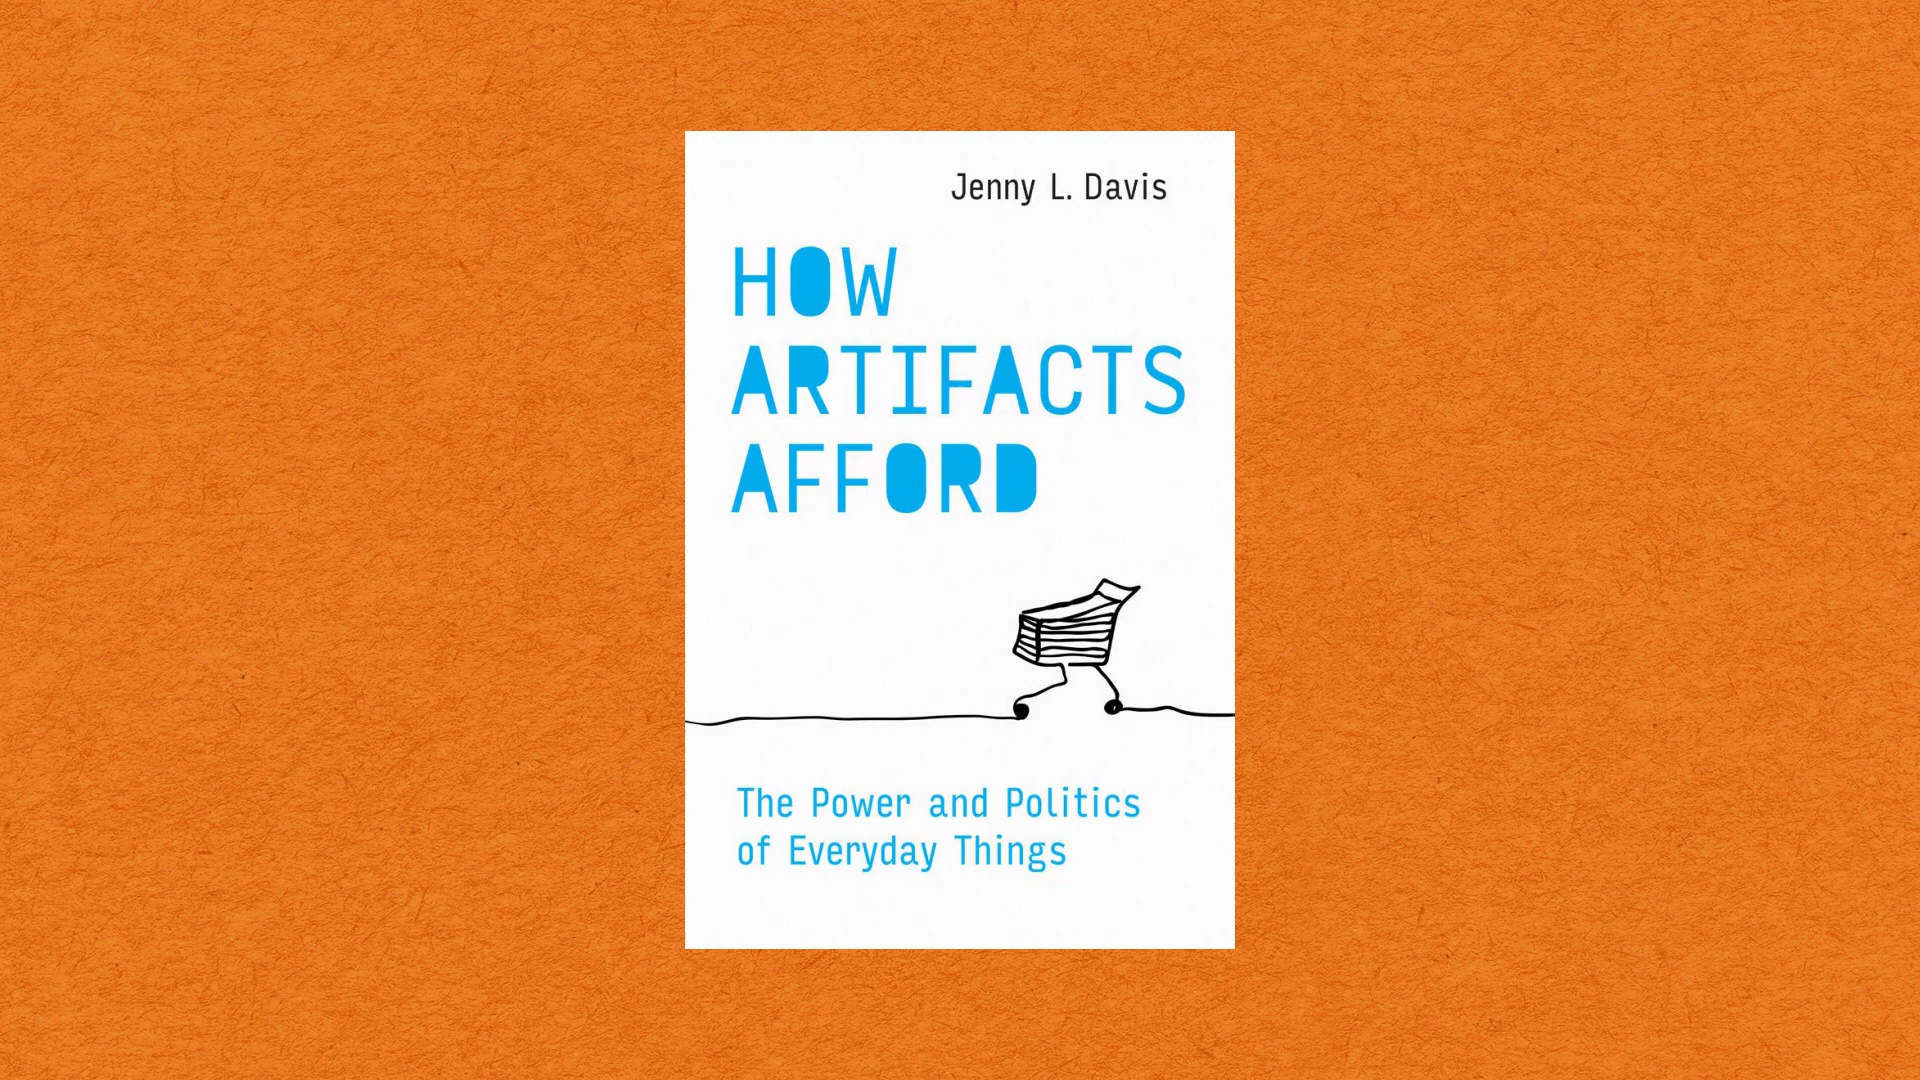 Jenny L. Davis
HOW
ARTIFACTS
AFFORD
The Power and Politics
of Everyday Things